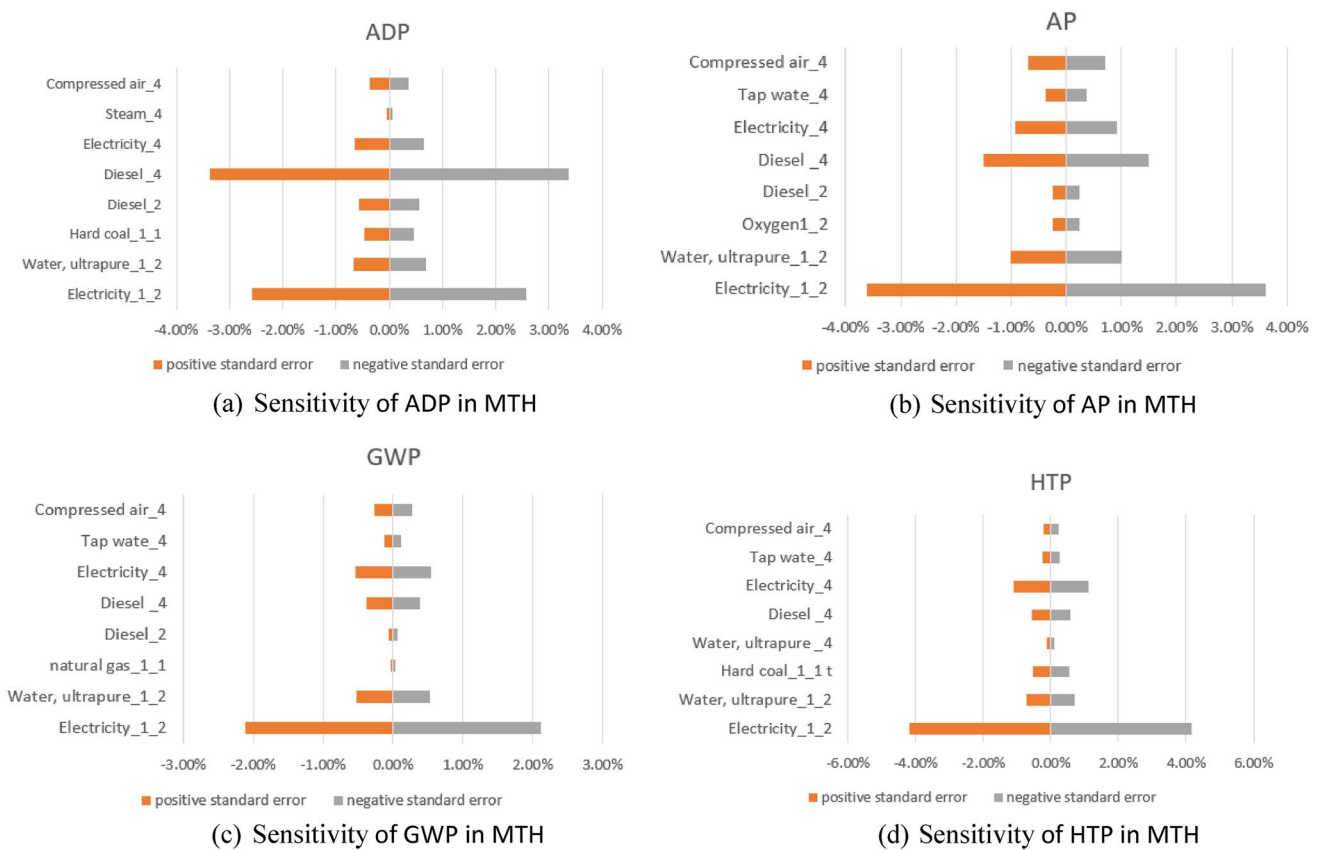 ADP
Compressed air_4
Steam_4
Electricity_4
Diesel_4
Diesel_2
Hard coal_1_1
Water, ultrapure_1_2
Electricity_1_2
-4.00% -3.00% -2.00% -1.00% 0.00% 1.00% 2.00% 3.00% 4.00%
positive standard error negative standard error
(a) Sensitivity of ADP in MTH
AP
Compressed air_4
Tap wate_4
Electricity_4
Diesel _4
Diesel_2
Oxygen1_2
Water, ultrapure_1_2
Electricity_1_2
-4.00% -3.00% -2.00% -1.00% 0.00% 1.00% 2.00% 3.00% 4.00%
positive standard error negative standard error
(b) Sensitivity of AP in MTH
GWP
Compressed air_4
Tap wate_4
Electricity_4
Diesel _4
Diesel_2
natural gas_1_1
Water, ultrapure_1_2
Electricity_1_2
-3.00% -2.00% -1.00% 0.00% 1.00% 2.00% 3.00%
positive standard error negative standard error
(c) Sensitivity of GWP in MTH
HTP
Compressed air_4
Tap wate_4
Electricity_4
Diesel _4
Water, ultrapure _4
Hard coal_1_1 t
Water, ultrapure_1_2
Electricity_1_2
-6.00% -4.00% -2.00% 0.00% 2.00% 4.00% 6.00%
positive standard error negative standard error
(d) Sensitivity of HTP in MTH